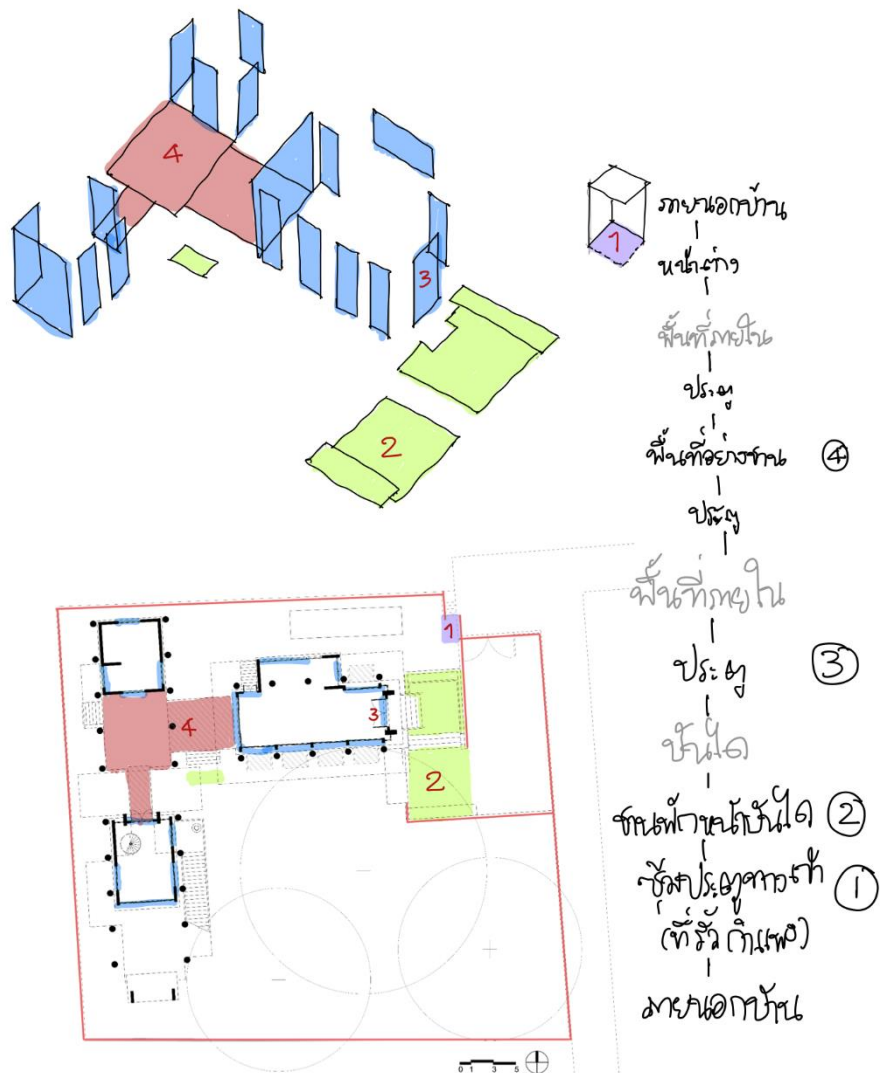 4
3
2
1
ภายนอกบ้าน
หน้าต่าง
พื้นที่ภายใน
ประตู
พื้นที่อย่างชาน ④
ประตู
พื้นที่ภายใน
ประตู ③
บันได
ชานพักหน้าบันได ②
ซุ้มประตูทางเข้า ①
(ที่รั้ว กำแพง)
ภายนอกบ้าน
1
3
4
2
0 1 3 5